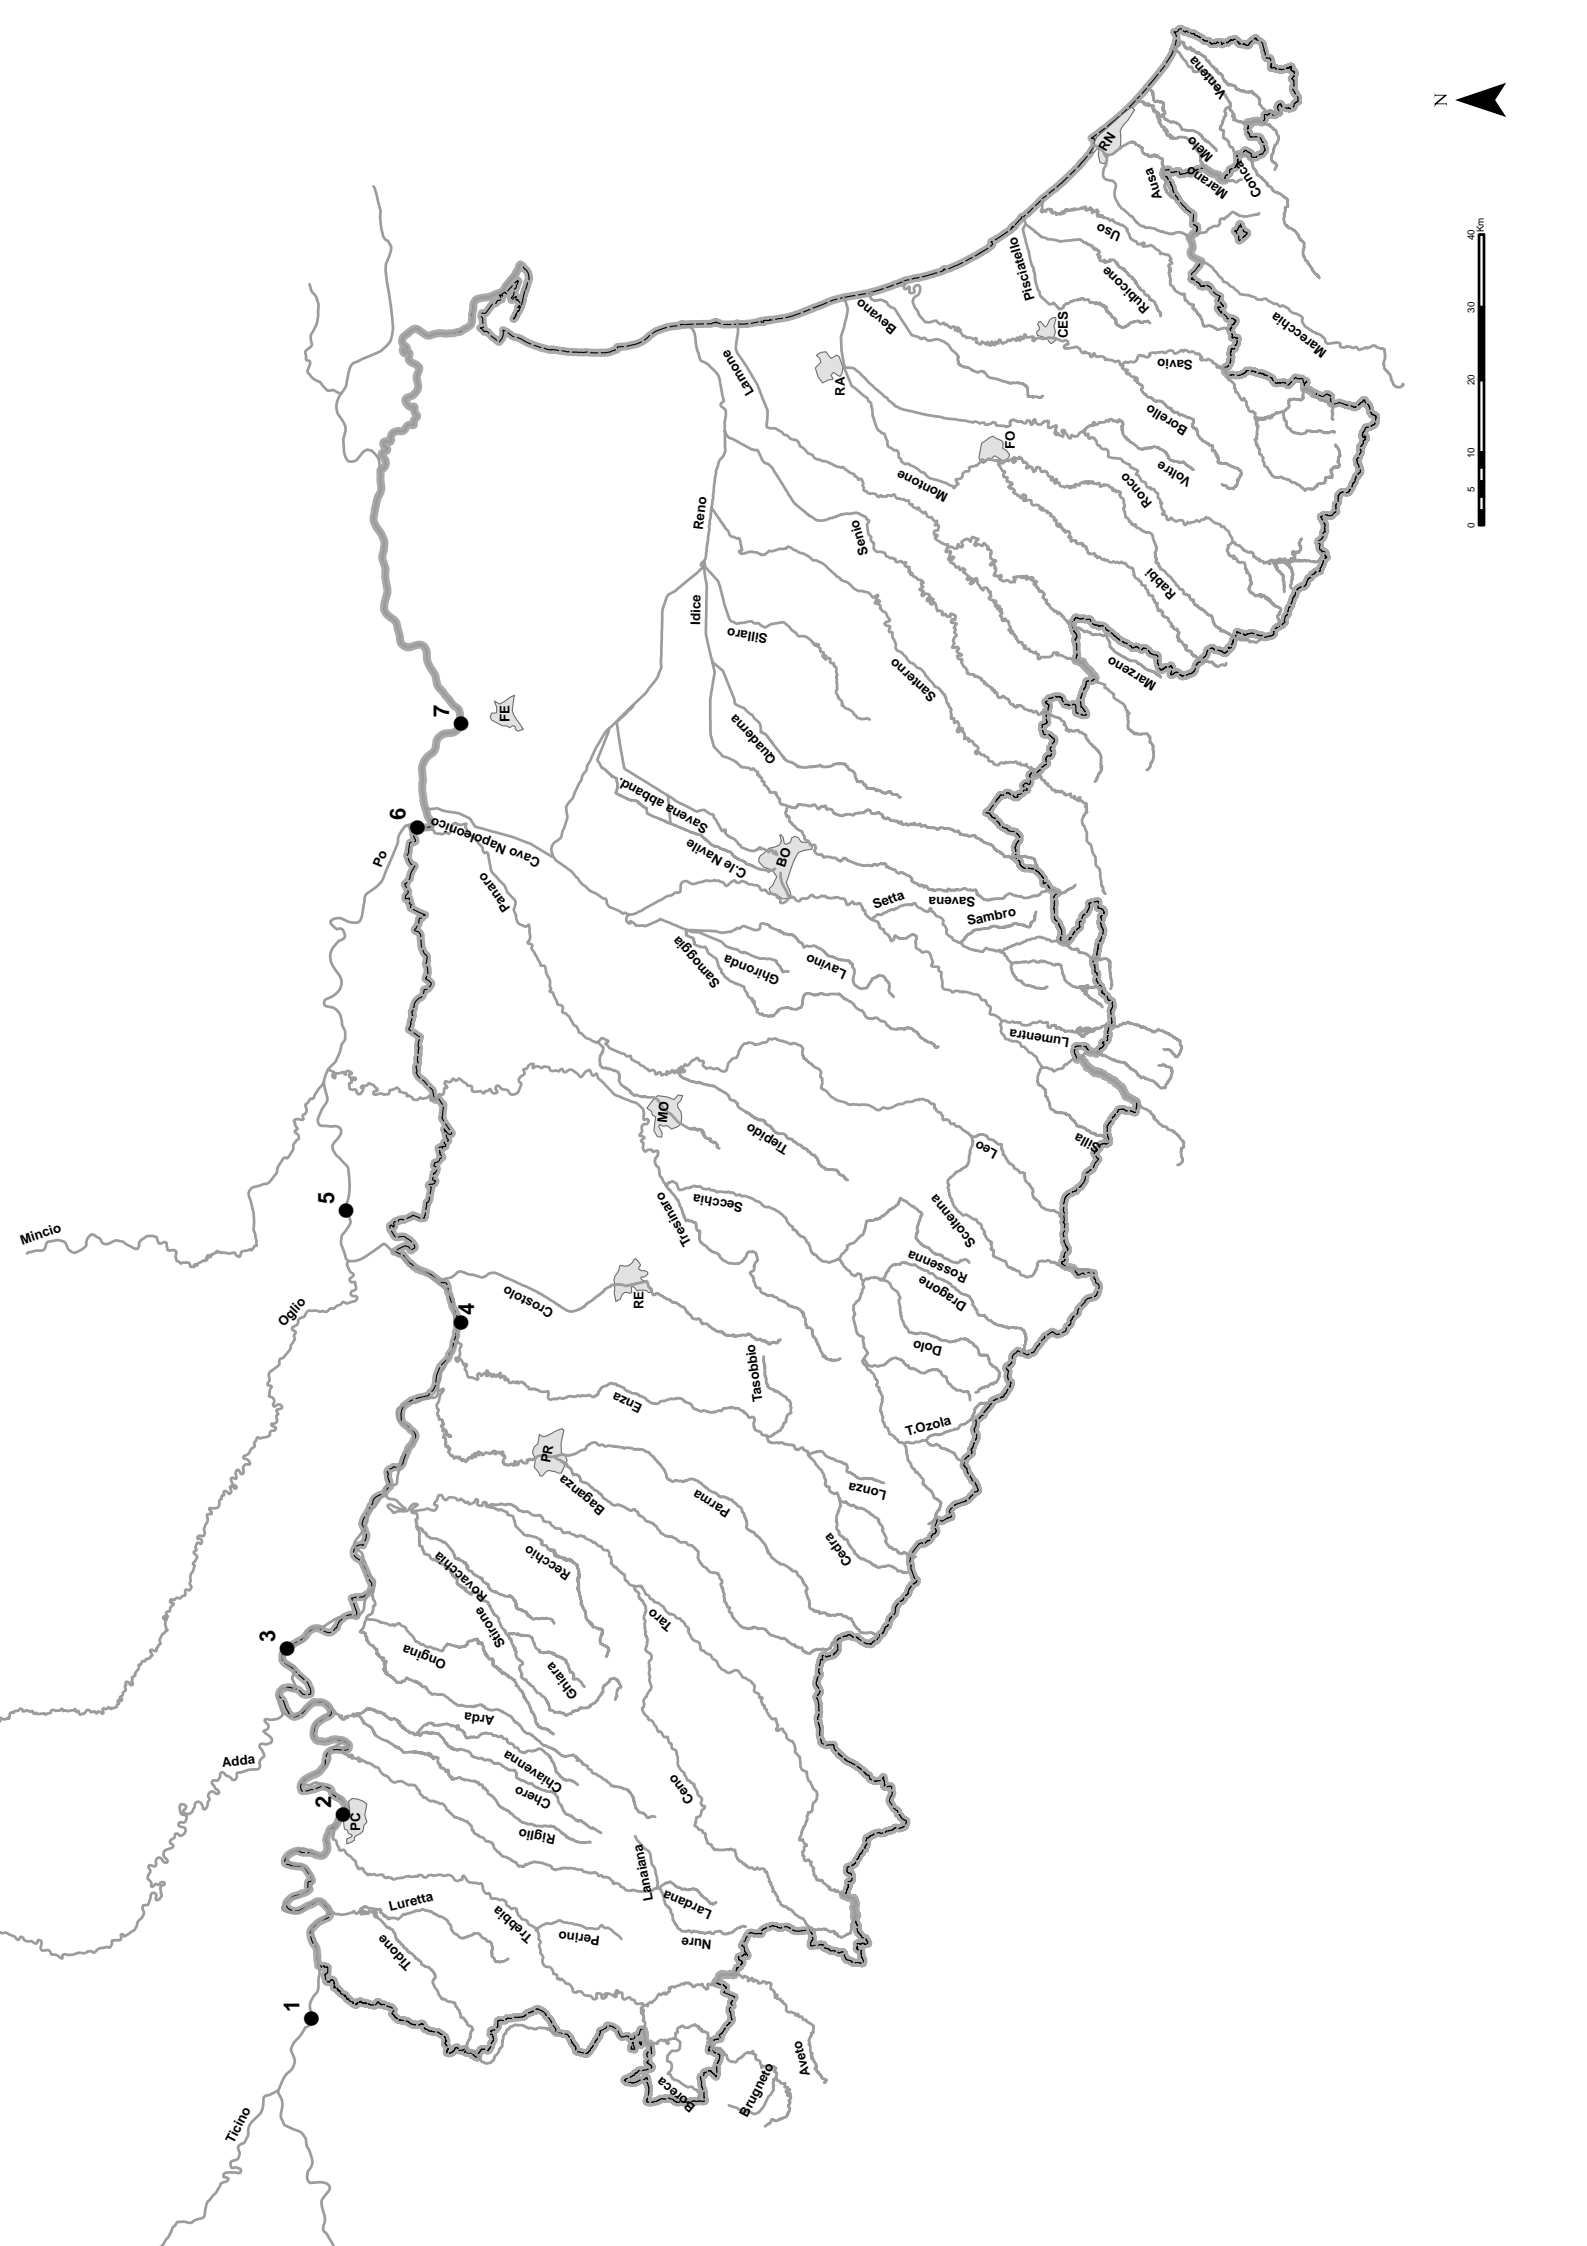 Ticino
1
Tidone
Luretta
Trebbia
Perino
Boreca
Brugneto
Aveto
Nure
Lardana
Lanaiana
2
PC
Adda
Riglio
Chero
Chiavenna
Arda
Ongina
3
Stirone
Rovacchia
Ghiara
Recchio
Ceno
Taro
Baganza
PR
Parma
Cedra
Lonza
Enza
Tasobbio
T.Ozola
Oglio
4
Crostolo
RE
Dolo
Dragone
Rossenna
Scoltenna
Mincio
5
Tresinaro
Secchia
MO
Tiepido
Leo
Silla
Lumentra
Po
6
Panaro
Cavo Napoleonico
Samoggia
Ghironda
Lavino
Setta
Savena
Sambro
C.le Navile
Savena abband.
BO
7
FE
Quaderna
Idice
Sillaro
Reno
Santerno
Senio
Marzeno
Lamone
Montone
RA
FO
Rabbi
Ronco
Voltre
Borello
Bevano
Savio
CES
Pisciatello
Rubicone
Uso
Marecchia
RN
Ausa
Marano
Melo
Conca
Ventena
N
0 5 10 20 30 40
Km